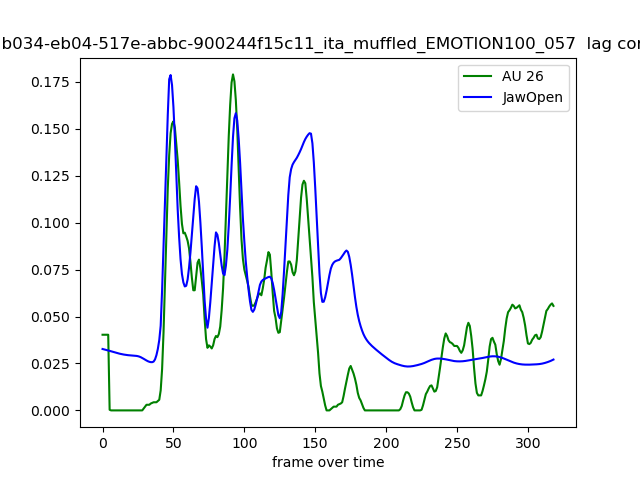 b034-eb04-517e-abbc-900244f15c11_ita_muffled_EMOTION100_057 lag
AU 26
JawOpen
0.175
0.150
0.125
0.100
0.075
0.050
0.025
0.000
0 50 100 150 200 250 300
frame over time